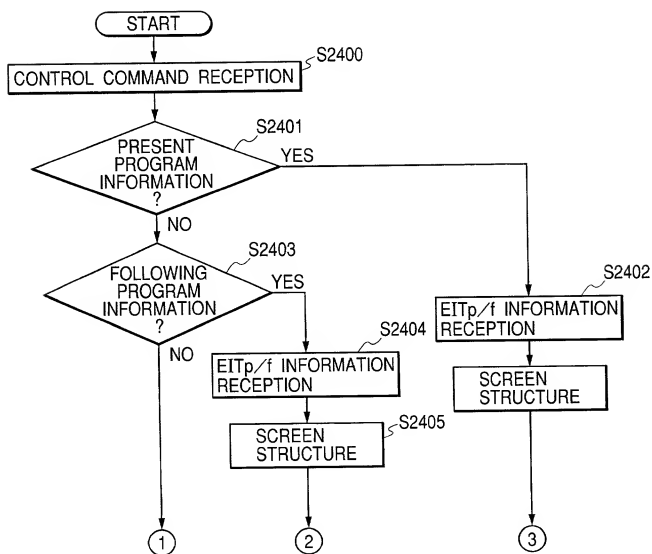 START
S2400
CONTROL COMMAND RECEPTION
S2401
PRESENT
PROGRAM
INFORMATION
?
YES
NO
S2403
FOLLOWING
PROGRAM
INFORMATION
?
YES
NO
S2404
EITp/f INFORMATION
RECEPTION
S2405
SCREEN
STRUCTURE
S2402
EITp/f INFORMATION
RECEPTION
SCREEN
STRUCTURE
1
2
3